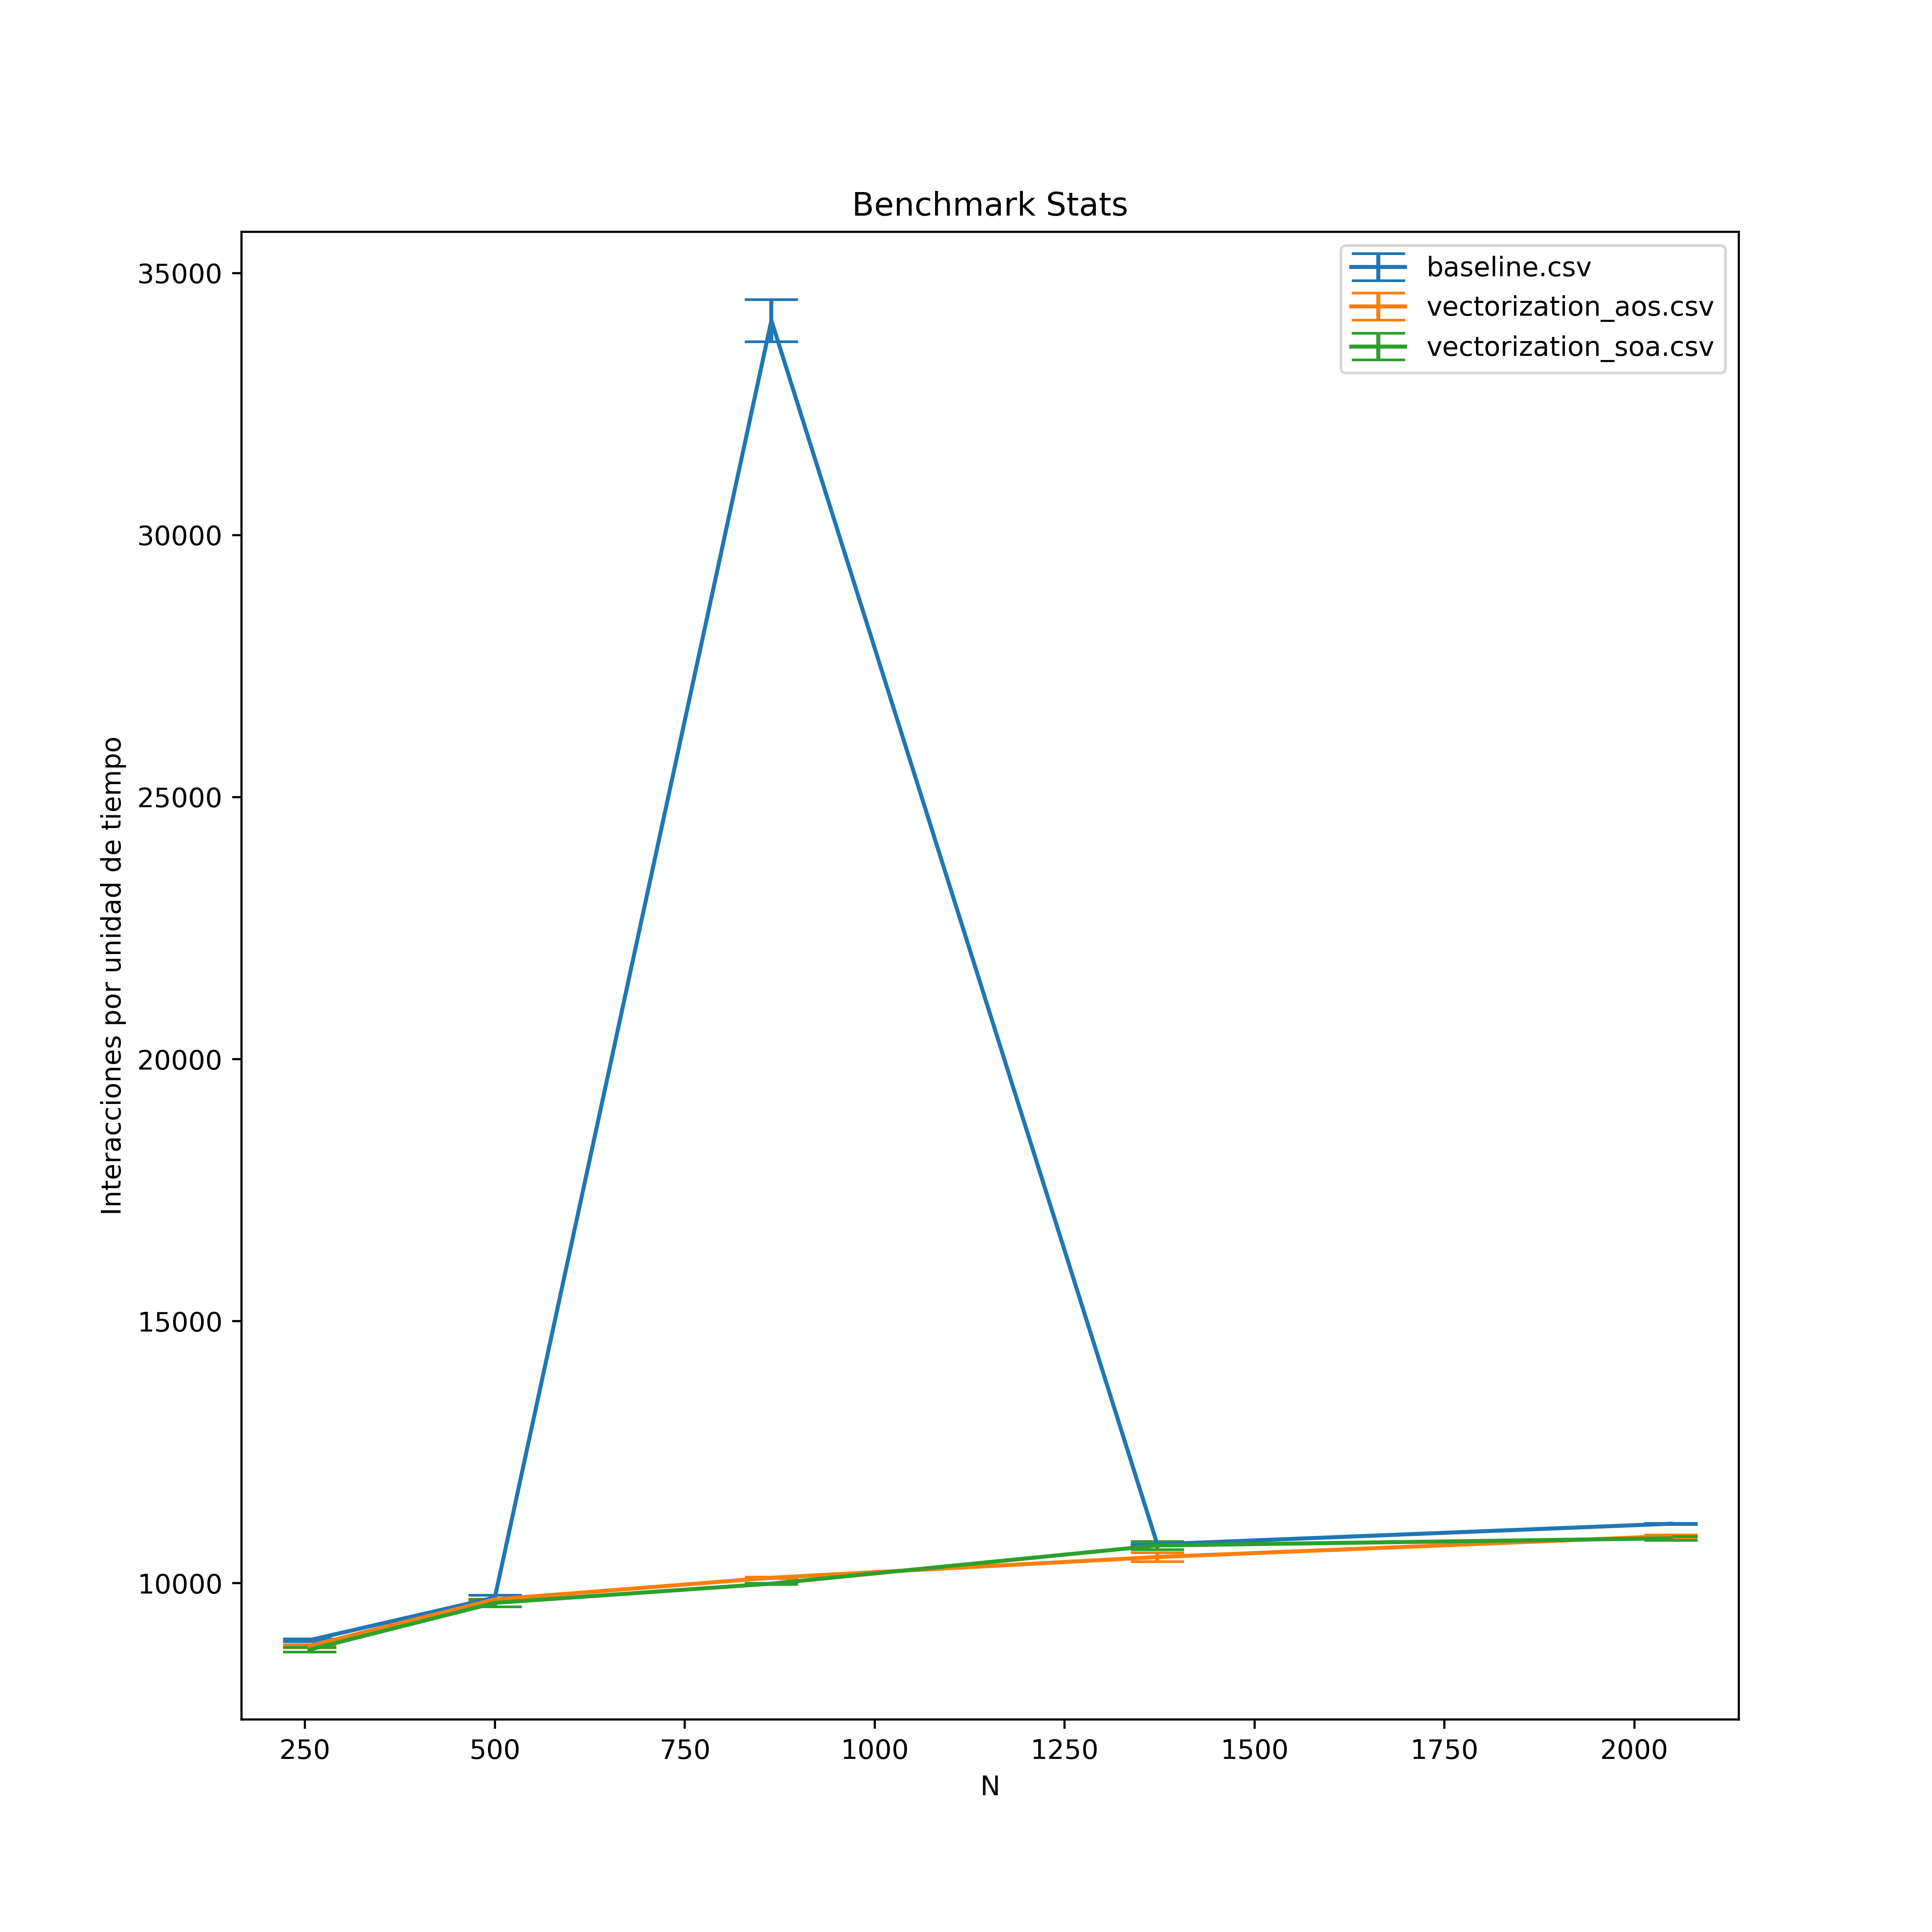 Benchmark Stats
baseline.csv
vectorization_aos.csv
vectorization_soa.csv
Interacciones por unidad de tiempo
35000
30000
25000
20000
15000
10000
250 500 750 1000 1250 1500 1750 2000
N